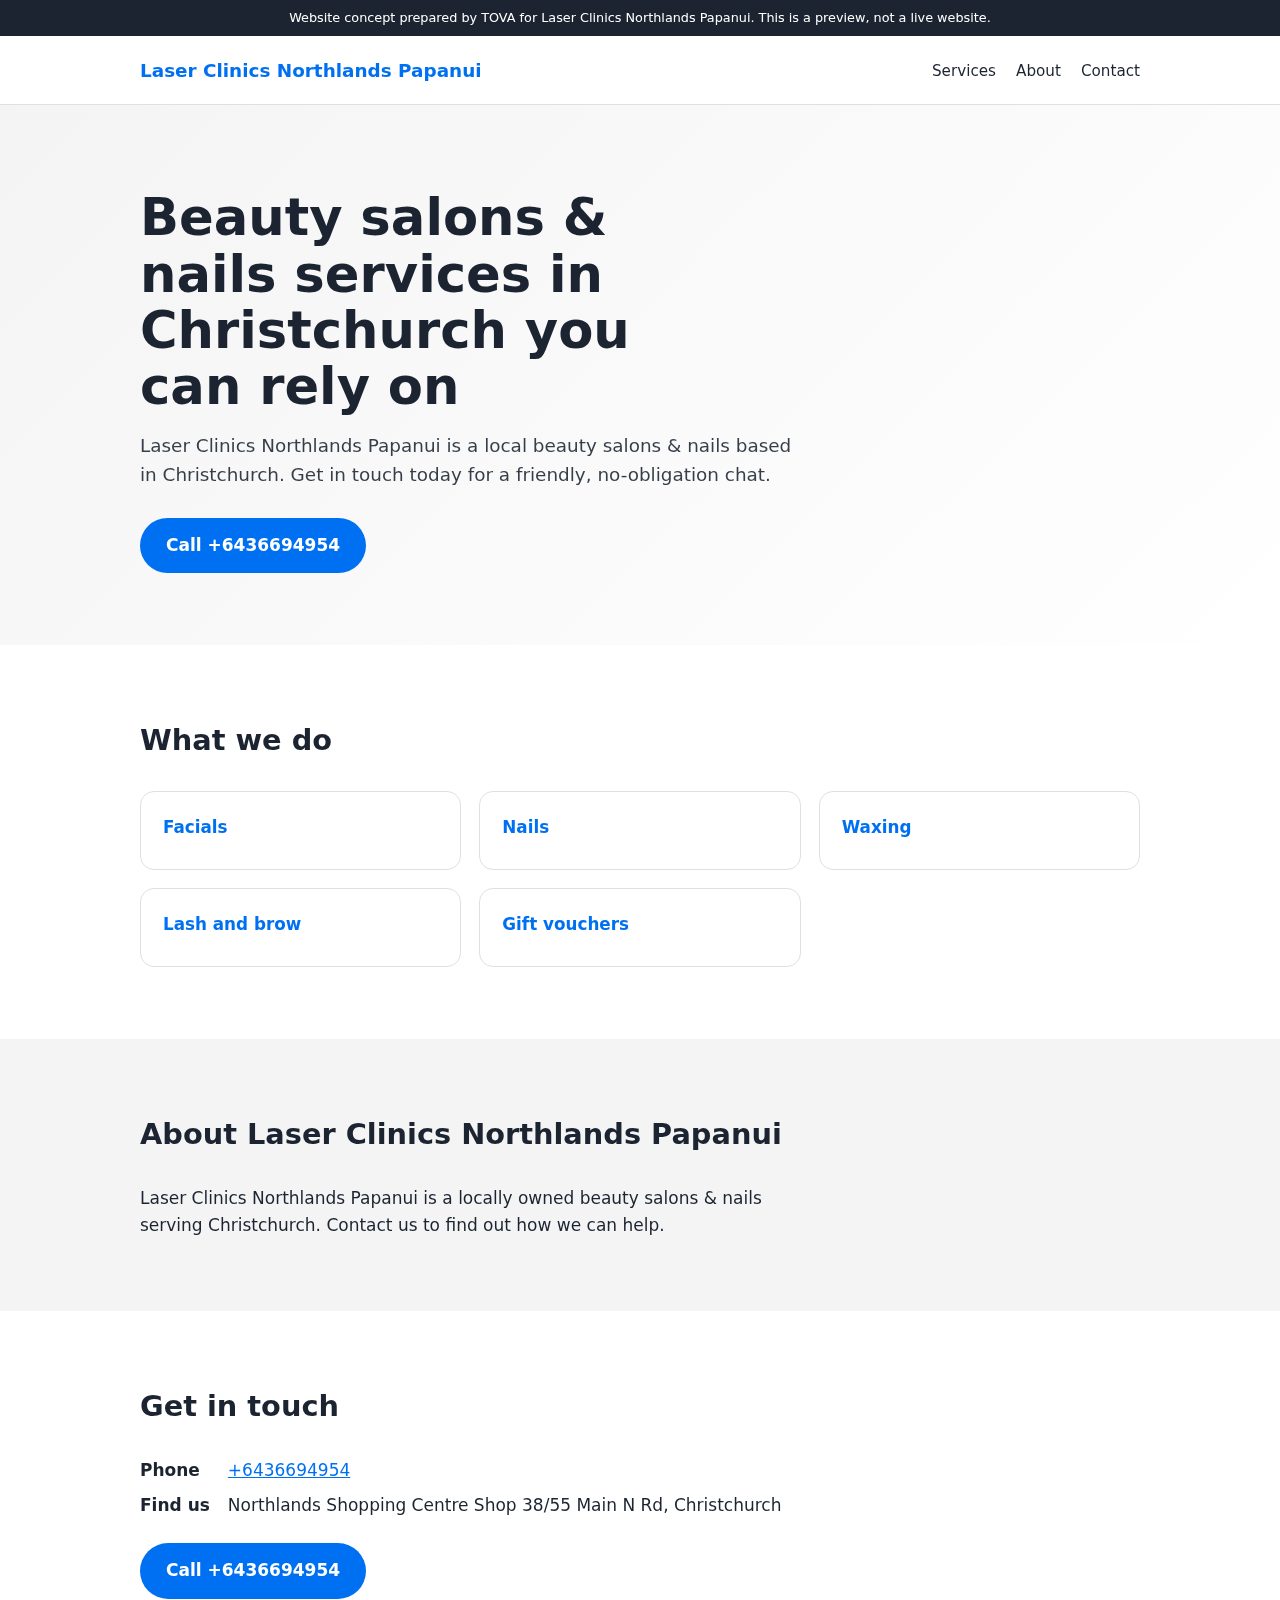 Website concept prepared by TOVA for Laser Clinics Northlands Papanui. This is a preview, not a live website.
Laser Clinics Northlands Papanui
Services About Contact
Beauty salons &
nails services in
Christchurch you
can rely on
Laser Clinics Northlands Papanui is a local beauty salons & nails based
in Christchurch. Get in touch today for a friendly, no-obligation chat.
Call +6436694954
What we do
Facials
Nails
Waxing
Lash and brow
Gift vouchers
About Laser Clinics Northlands Papanui
Laser Clinics Northlands Papanui is a locally owned beauty salons & nails
serving Christchurch. Contact us to find out how we can help.
Get in touch
Phone +6436694954
Find us Northlands Shopping Centre Shop 38/55 Main N Rd, Christchurch
Call +6436694954